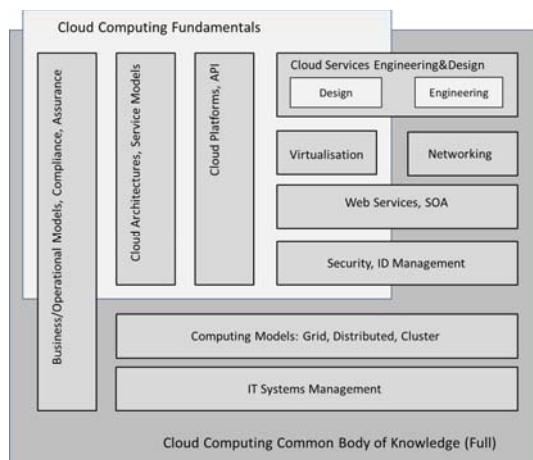 Cloud Computing Fundamentals
Business/Operational Models, Compliance, Assurance
Cloud Architectures, Service Models
Cloud Platforms, API
Cloud Services Engineering&Design
Design
Engineering
Virtualisation
Networking
Web Services, SOA
Security, ID Management
Computing Models: Grid, Distributed, Cluster
IT Systems Management
Cloud Computing Common Body of Knowledge (Full)